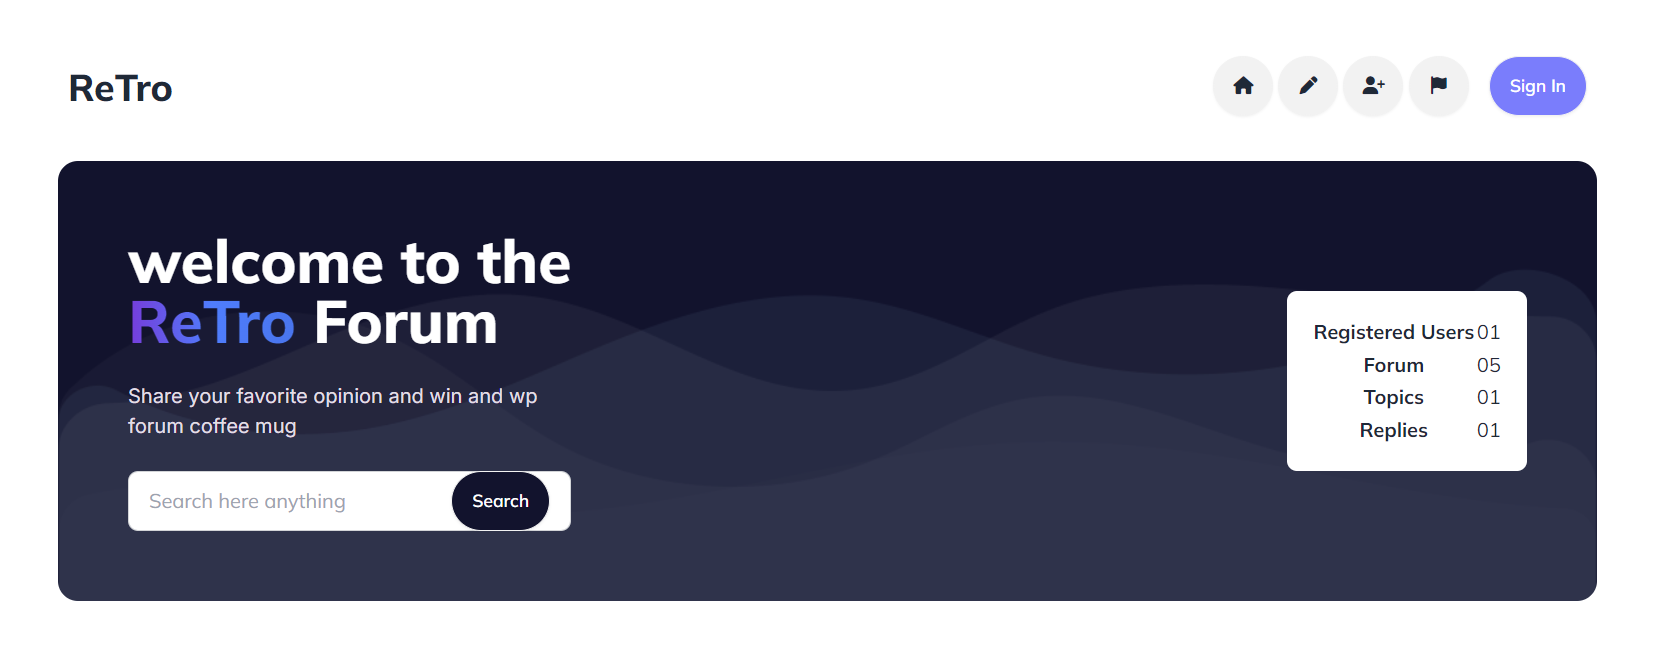 ReTro
Sign In
welcome to the
ReTro Forum
Share your favorite opinion and win and wp
forum coffee mug
Search here anything
Search
Registered Users 01
Forum 05
Topics 01
Replies 01